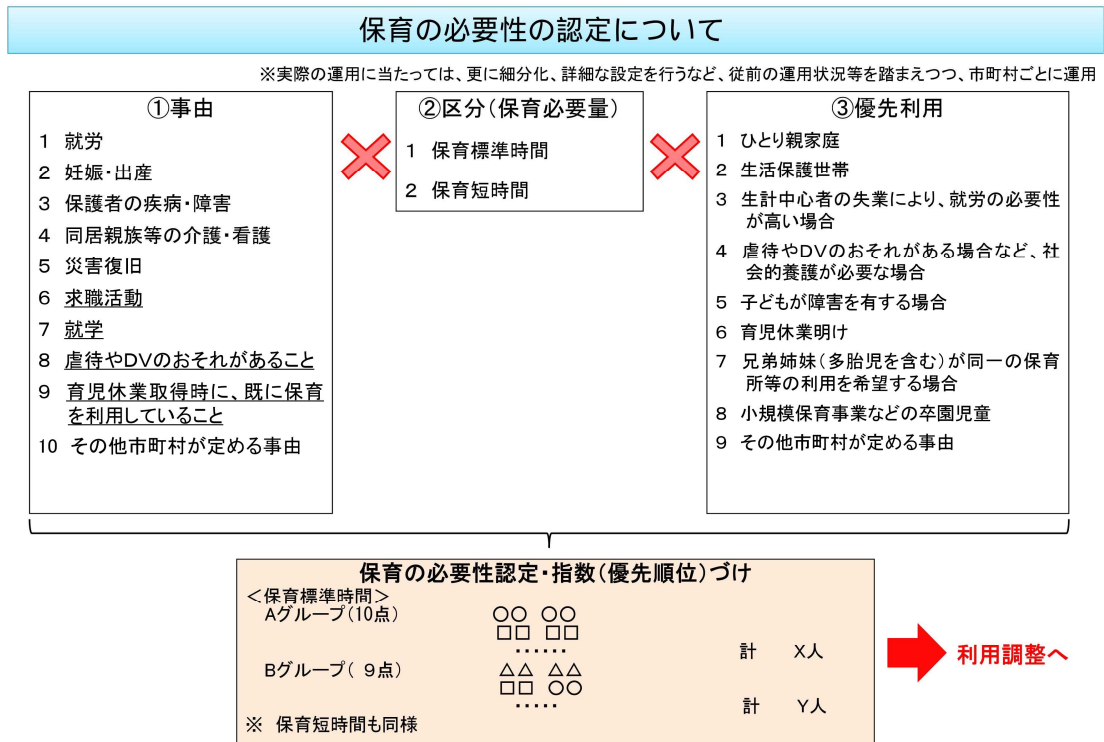 保育の必要性の認定について
※実際の運用に当たっては、更に細分化、詳細な設定を行うなど、従前の運用状況等を踏まえつつ、市町村ごとに運用
①事由
1 就労
2 妊娠・出産
3 保護者の疾病・障害
4 同居親族等の介護・看護
5 災害復旧
6 求職活動
7 就学
8 虐待やDVのおそれがあること
9 育児休業取得時に、既に保育
を利用していること
10 その他市町村が定める事由
②区分(保育必要量)
1 保育標準時間
2 保育短時間
③優先利用
1 ひとり親家庭
2 生活保護世帯
3 生計中心者の失業により、就労の必要性
が高い場合
4 虐待やDVのおそれがある場合など、社
会的養護が必要な場合
5 子どもが障害を有する場合
6 育児休業明け
7 兄弟姉妹(多胎児を含む)が同一の保育
所等の利用を希望する場合
8 小規模保育事業などの卒園児童
9 その他市町村が定める事由
保育の必要性認定・指数(優先順位)づけ
<保育標準時間>
Aグループ(10点) ○○ ○○
□□ □□
‥‥‥ 計 X人
Bグループ( 9点) △△ △△
□□ ○○
‥‥‥ 計 Y人
※ 保育短時間も同様
利用調整へ